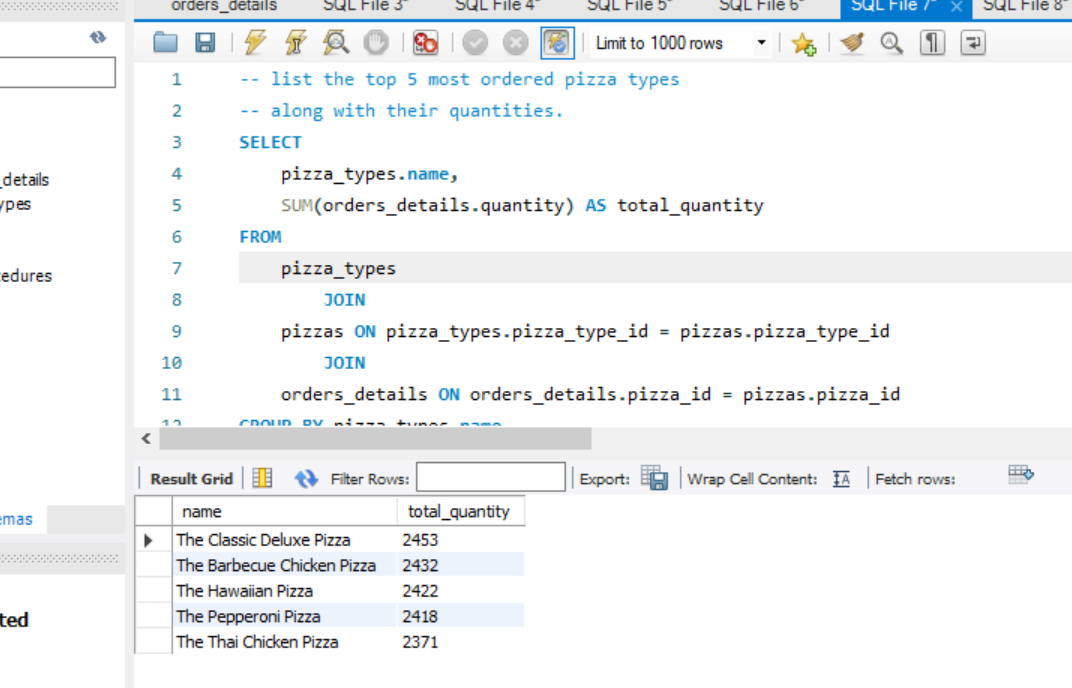 orders_details SQL File 3* SQL File 4* SQL File 5* SQL File 6* SQL File 7* × SQL File 8*
Limit to 1000 rows
_details
ypes
edures
emas
ted
1 -- list the top 5 most ordered pizza types
2 -- along with their quantities.
3 SELECT
4 pizza_types.name,
5 SUM(orders_details.quantity) AS total_quantity
6 FROM
7 pizza_types
8 JOIN
9 pizzas ON pizza_types.pizza_type_id = pizzas.pizza_type_id
10 JOIN
11 orders_details ON orders_details.pizza_id = pizzas.pizza_id
12 GROUP BY pizza_types.name
Result Grid Filter Rows: Export: Wrap Cell Content: IA Fetch rows:
name total_quantity
The Classic Deluxe Pizza 2453
The Barbecue Chicken Pizza 2432
The Hawaiian Pizza 2422
The Pepperoni Pizza 2418
The Thai Chicken Pizza 2371